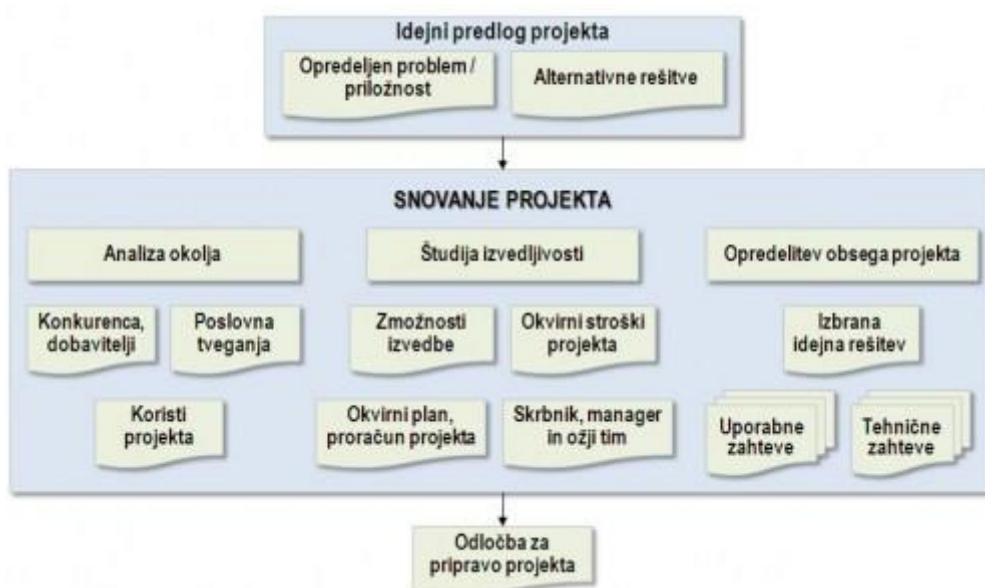 Idejni predlog projekta
Opredeljen problem /
priložnost
Alternativne rešitve
SNOVANJE PROJEKTA
Analiza okolja
Študija izvedljivosti
Opredelitev obsega projekta
Konkurenca,
dobavitelji
Poslovna
tveganja
Zmožnosti
izvedbe
Okvirni stroški
projekta
Izbrana
idejna rešitev
Koristi
projekta
Okvirni plan,
proračun projekta
Skrbnik, manager
in ožji tim
Uporabne
zahteve
Tehnične
zahteve
Odločba za
pripravo projekta